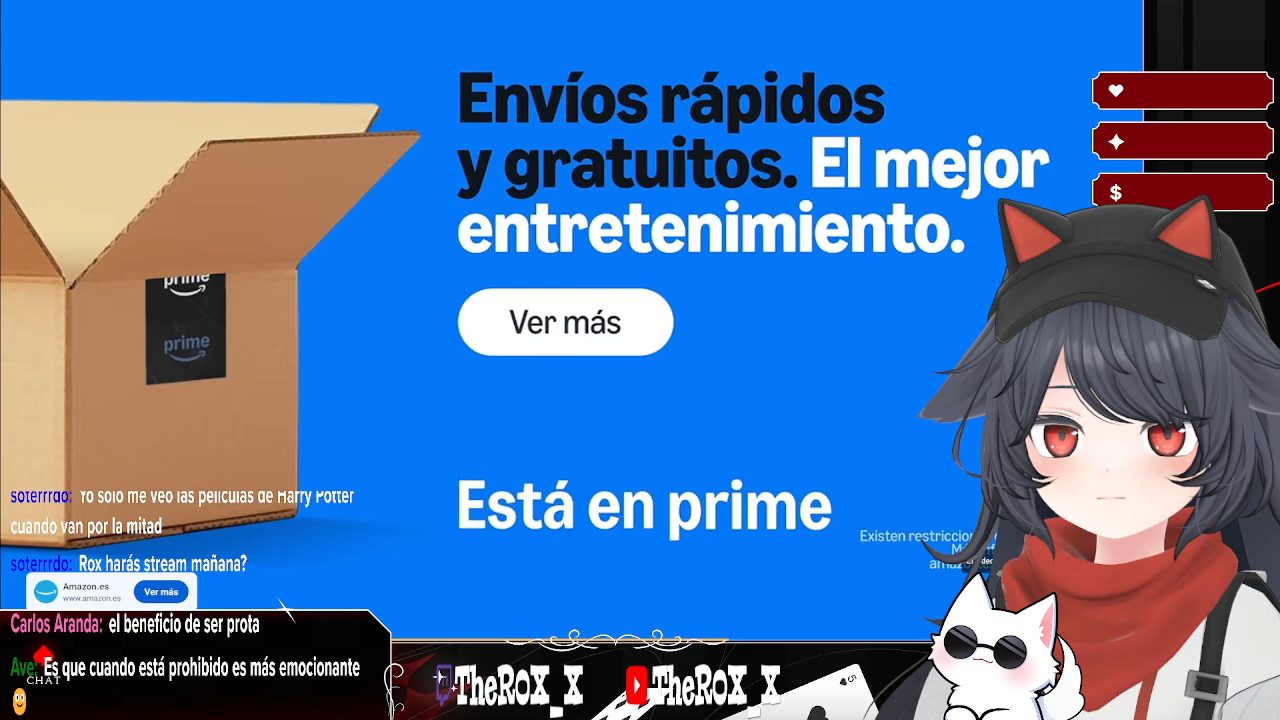 Envíos rápidos
y gratuitos. El mejor
entretenimiento.
Ver más
prime
prime
Está en prime
Existen
amaz
soterrrdo: Yo solo me veo las películas de Harry Potter
cuando van por la mitad
soterrrdo: Rox harás stream mañana?
Amazon.es
www.amazon.es
Ver más
Carlos Aranda: el beneficio de ser prota
Ave: Es que cuando está prohibido es más emocionante
CHAT
TheROX_X
TheROX_X
5
$